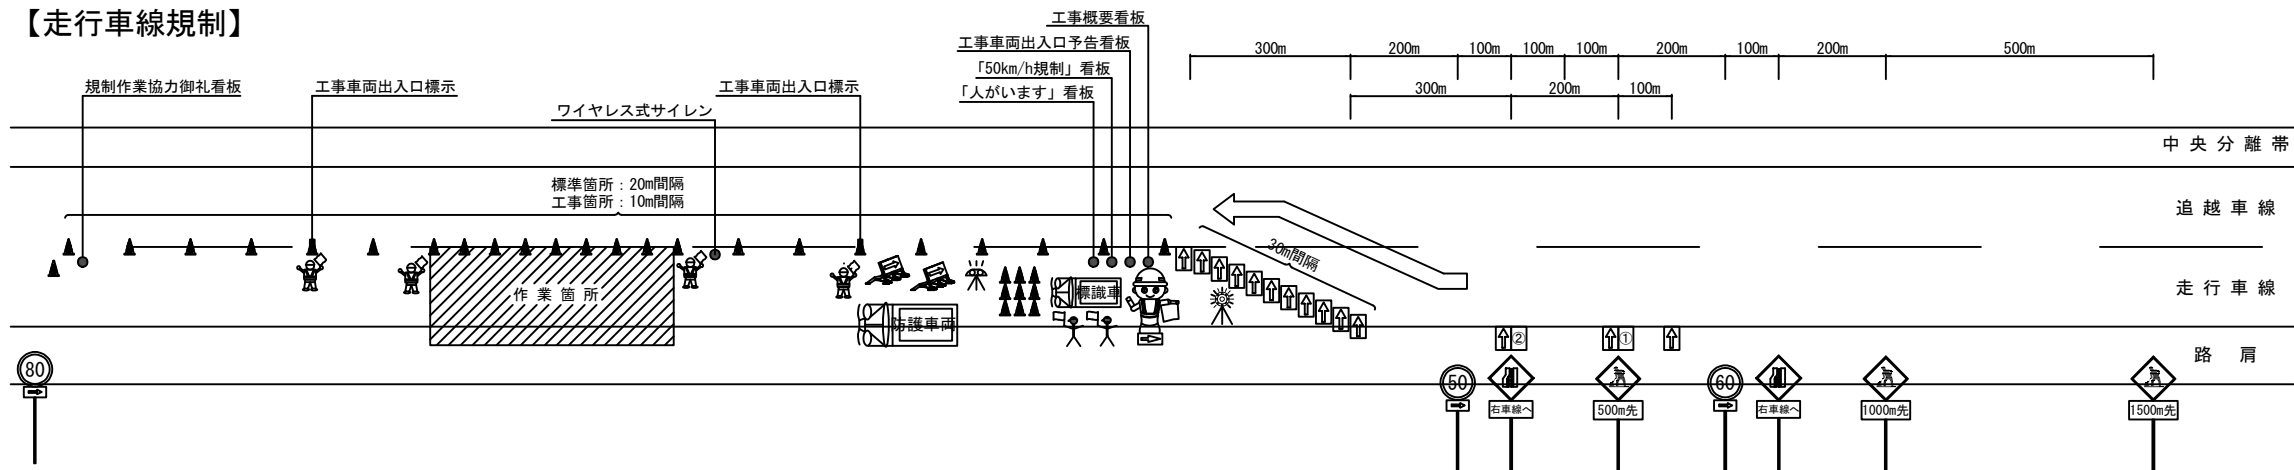 【走行車線規制】
工事概要看板
工事車両出入口予告看板
「50km/h規制」看板
「人がいます」看板
規制作業協力御礼看板
工事車両出入口標示
ワイヤレス式サイレン
工事車両出入口標示
300m
200m
100m
100m
100m
200m
100m
200m
500m
300m
200m
100m
中央分離帯
標準箇所：20m間隔
工事箇所：10m間隔
追越車線
30m間隔
走行車線
作業箇所
標識車
防護車両
②
①
路肩
80
50
60
右車線へ
500m先
右車線へ
1000m先
1500m先